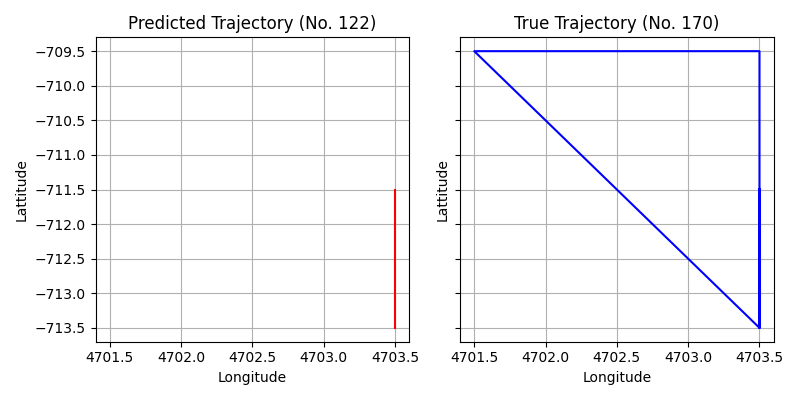 Predicted Trajectory (No. 122)
True Trajectory (No. 170)
−709.5
−710.0
−710.5
−711.0
−711.5
−712.0
−712.5
−713.0
−713.5
Lattitude
Lattitude
4701.5 4702.0 4702.5 4703.0 4703.5
4701.5 4702.0 4702.5 4703.0 4703.5
Longitude
Longitude